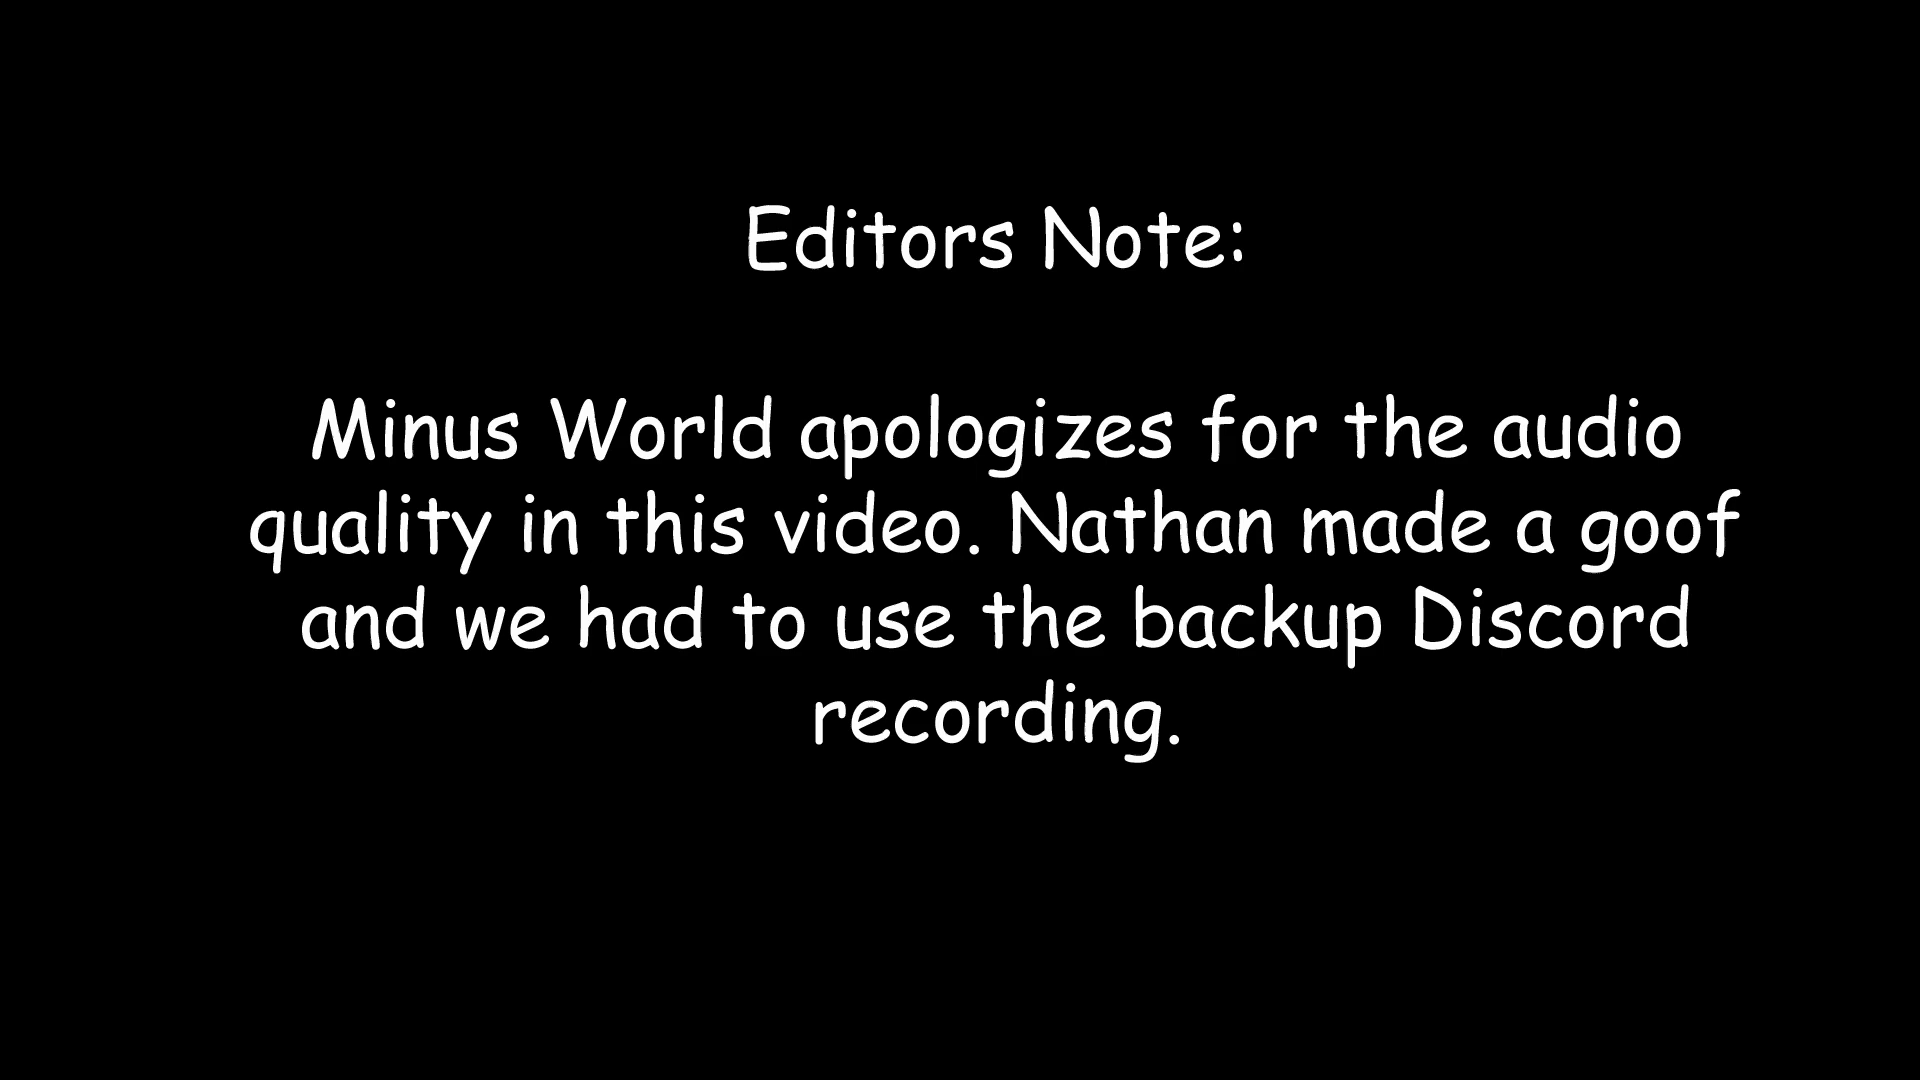 Editors Note:
Minus World apologizes for the audio
quality in this video. Nathan made a goof
and we had to use the backup Discord
recording.